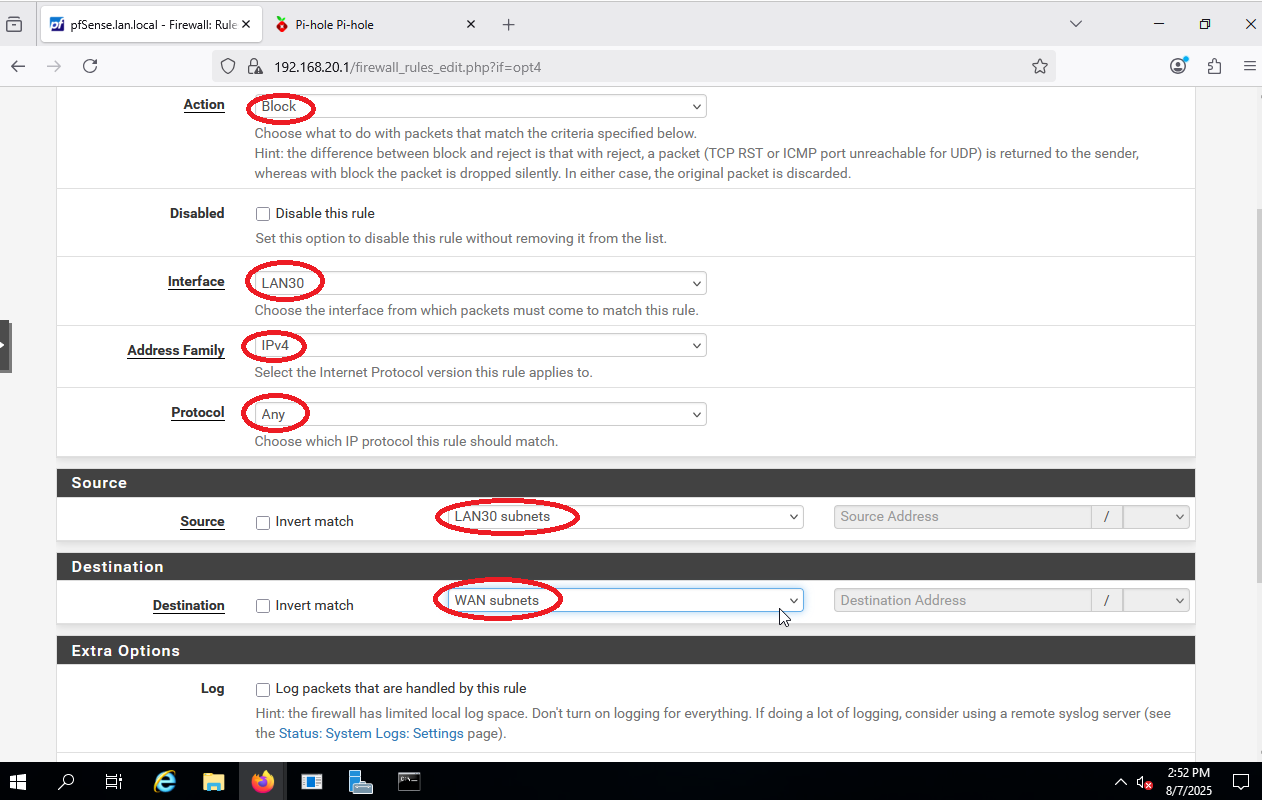 pfSense.lan.local - Firewall: Rule
Pi-hole Pi-hole
192.168.20.1/firewall_rules_edit.php?if=opt4
Action
Block
Choose what to do with packets that match the criteria specified below.
Hint: the difference between block and reject is that with reject, a packet (TCP RST or ICMP port unreachable for UDP) is returned to the sender,
whereas with block the packet is dropped silently. In either case, the original packet is discarded.
Disabled
Disable this rule
Set this option to disable this rule without removing it from the list.
Interface
LAN30
Choose the interface from which packets must come to match this rule.
Address Family
IPv4
Select the Internet Protocol version this rule applies to.
Protocol
Any
Choose which IP protocol this rule should match.
Source
Source
Invert match
LAN30 subnets
Source Address
/
Destination
Destination
Invert match
WAN subnets
Destination Address
/
Extra Options
Log
Log packets that are handled by this rule
Hint: the firewall has limited local log space. Don't turn on logging for everything. If doing a lot of logging, consider using a remote syslog server (see
the Status: System Logs: Settings page).
2:52 PM
8/7/2025